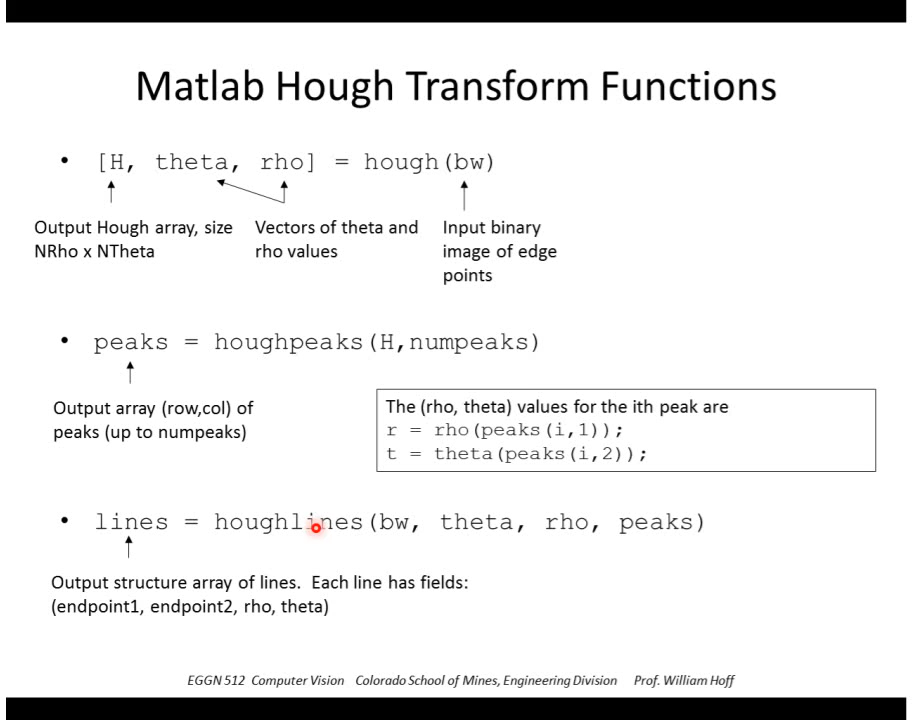 Matlab Hough Transform Functions
• [H, theta, rho] = hough(bw)
Output Hough array, size
NRho x NTheta
Vectors of theta and
rho values
Input binary
image of edge
points
• peaks = houghpeaks(H,numpeaks)
Output array (row,col) of
peaks (up to numpeaks)
The (rho, theta) values for the ith peak are
r = rho(peaks(i,1));
t = theta(peaks(i,2));
• lines = houghlines(bw, theta, rho, peaks)
Output structure array of lines. Each line has fields:
(endpoint1, endpoint2, rho, theta)
EGGN 512 Computer Vision Colorado School of Mines, Engineering Division Prof. William Hoff